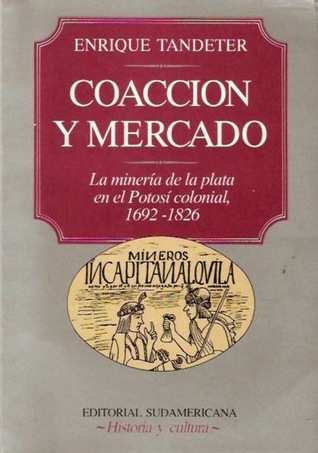 ENRIQUE TANDETER
COACCION
Y MERCADO
La minería de la plata
en el Potosí colonial,
1692-1826
MINEROS
EDITORIAL SUDAMERICANA
~Historia y cultura~